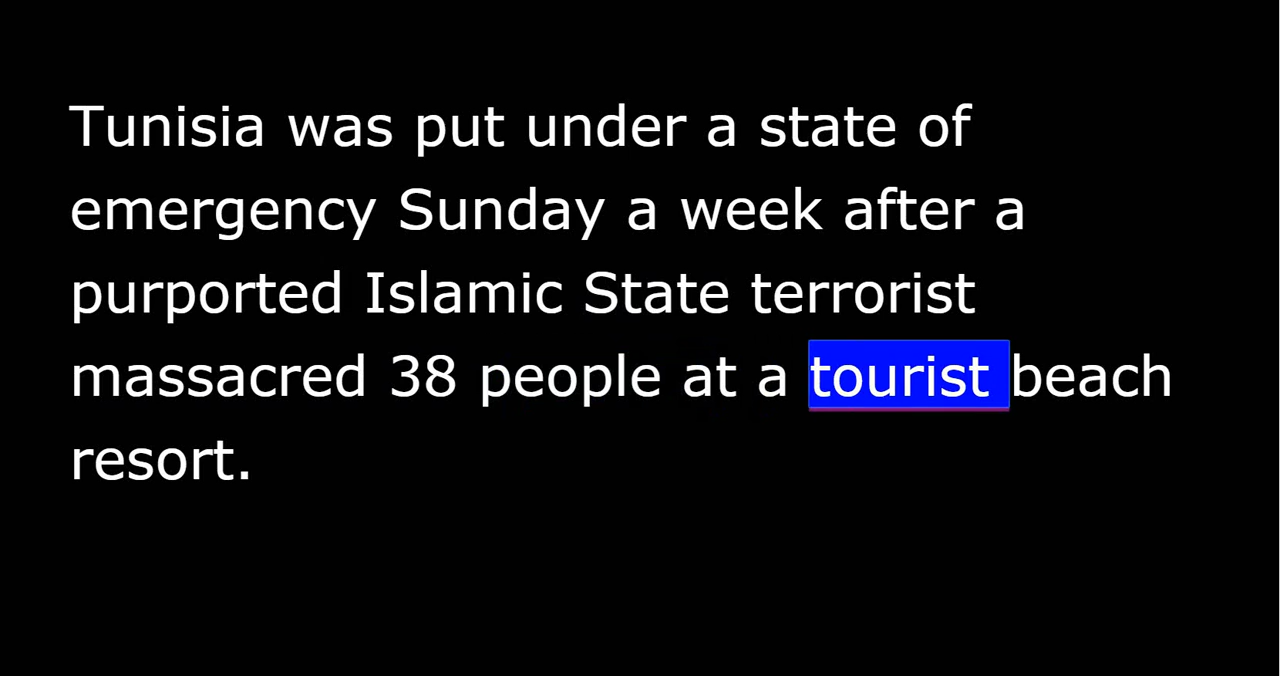 Tunisia was put under a state of
emergency Sunday a week after a
purported Islamic State terrorist
massacred 38 people at a tourist beach
resort.